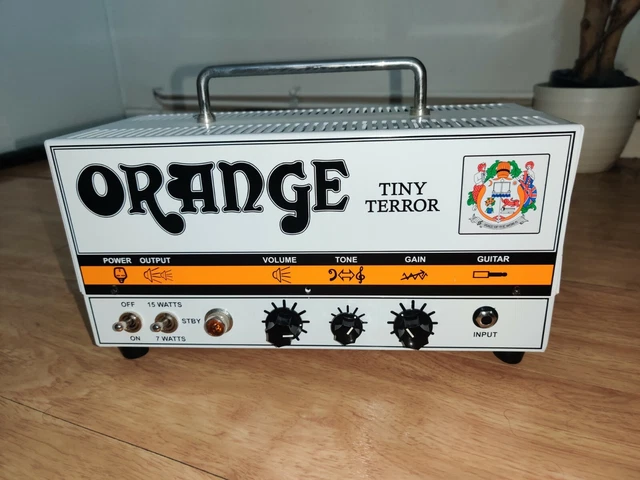 ORANGE
TINY
TERROR
POWER OUTPUT VOLUME TONE GAIN GUITAR
OFF 15 WATTS
STBY
ON 7 WATTS
INPUT